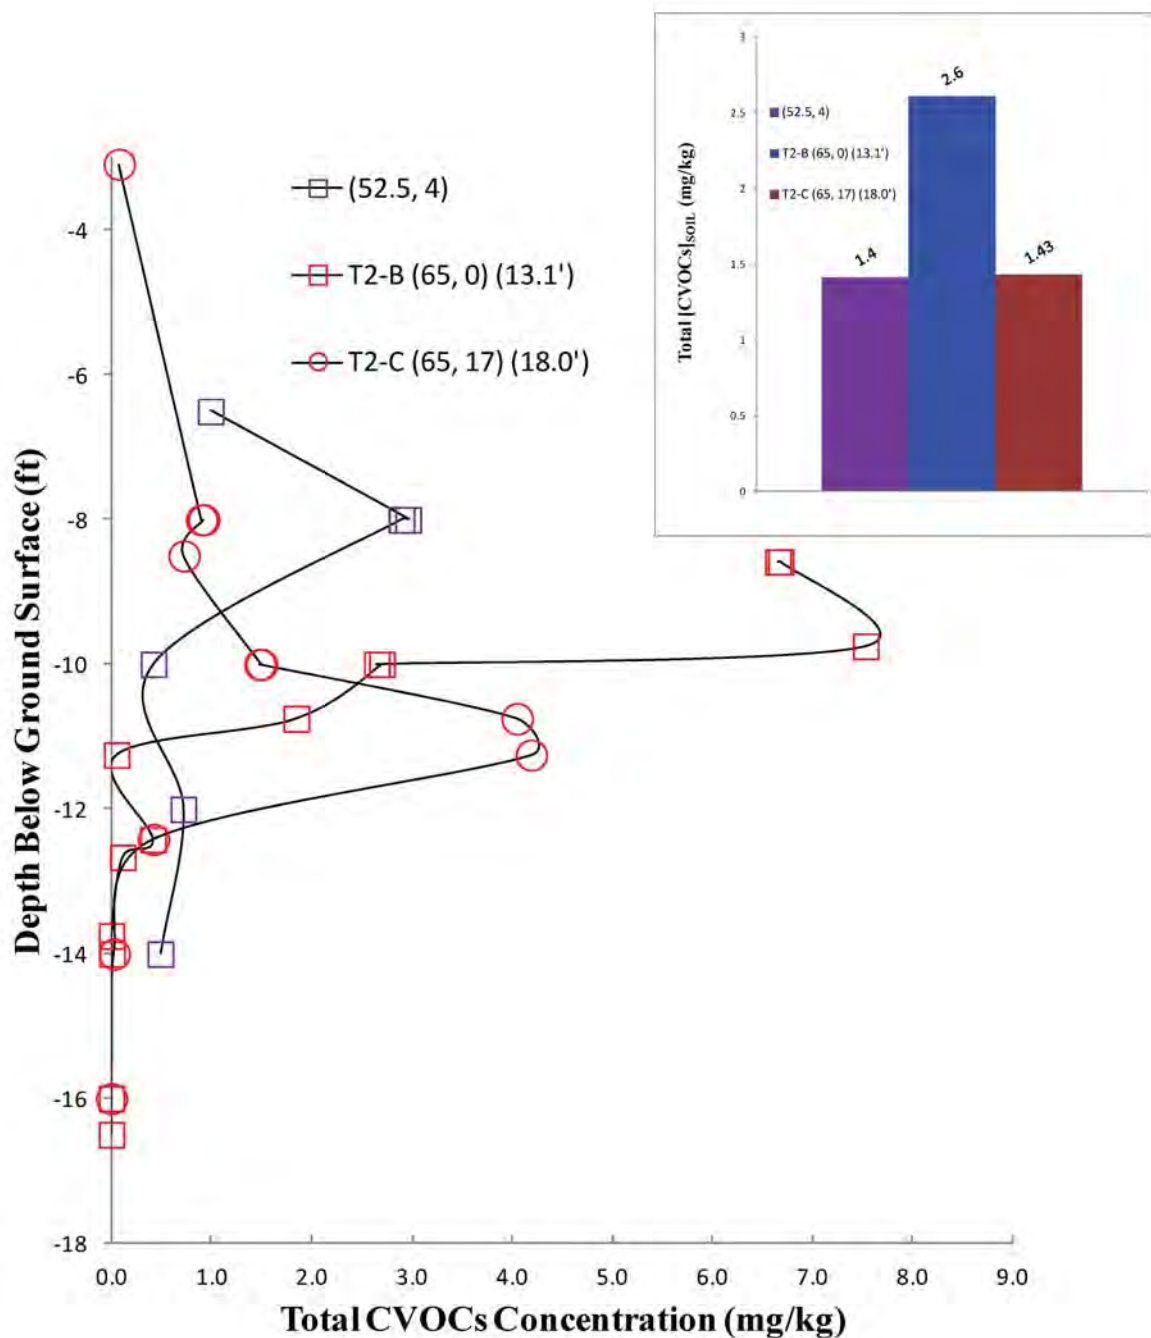 3
2.5
2
1.5
1
0.5
0
Total [CVOCs]SOIL (mg/kg)
(52.5, 4)
T2-B (65, 0) (13.1')
T2-C (65, 17) (18.0')
1.4
2.6
1.43
(52.5, 4)
T2-B (65, 0) (13.1')
T2-C (65, 17) (18.0')
Depth Below Ground Surface (ft)
-4
-6
-8
-10
-12
-14
-16
-18
0.0 1.0 2.0 3.0 4.0 5.0 6.0 7.0 8.0 9.0
Total CVOCs Concentration (mg/kg)